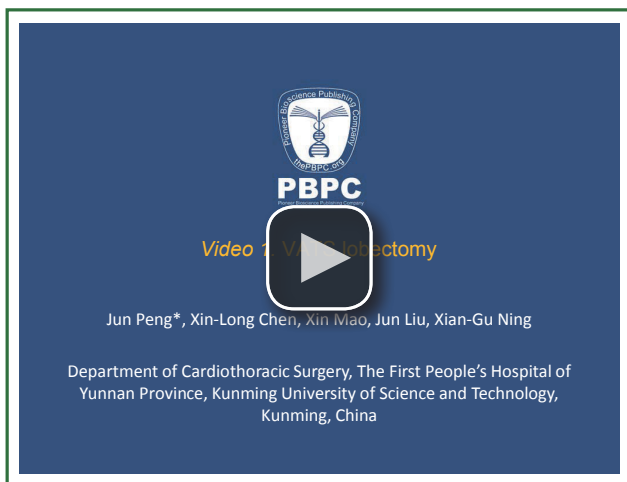 Pioneer Bioscience Publishing Company
thePBPC.org
PBPC
Pioneer Bioscience Publishing Company
Video 1. VATS lobectomy
Jun Peng*, Xin-Long Chen, Xin Mao, Jun Liu, Xian-Gu Ning
Department of Cardiothoracic Surgery, The First People’s Hospital of
Yunnan Province, Kunming University of Science and Technology,
Kunming, China